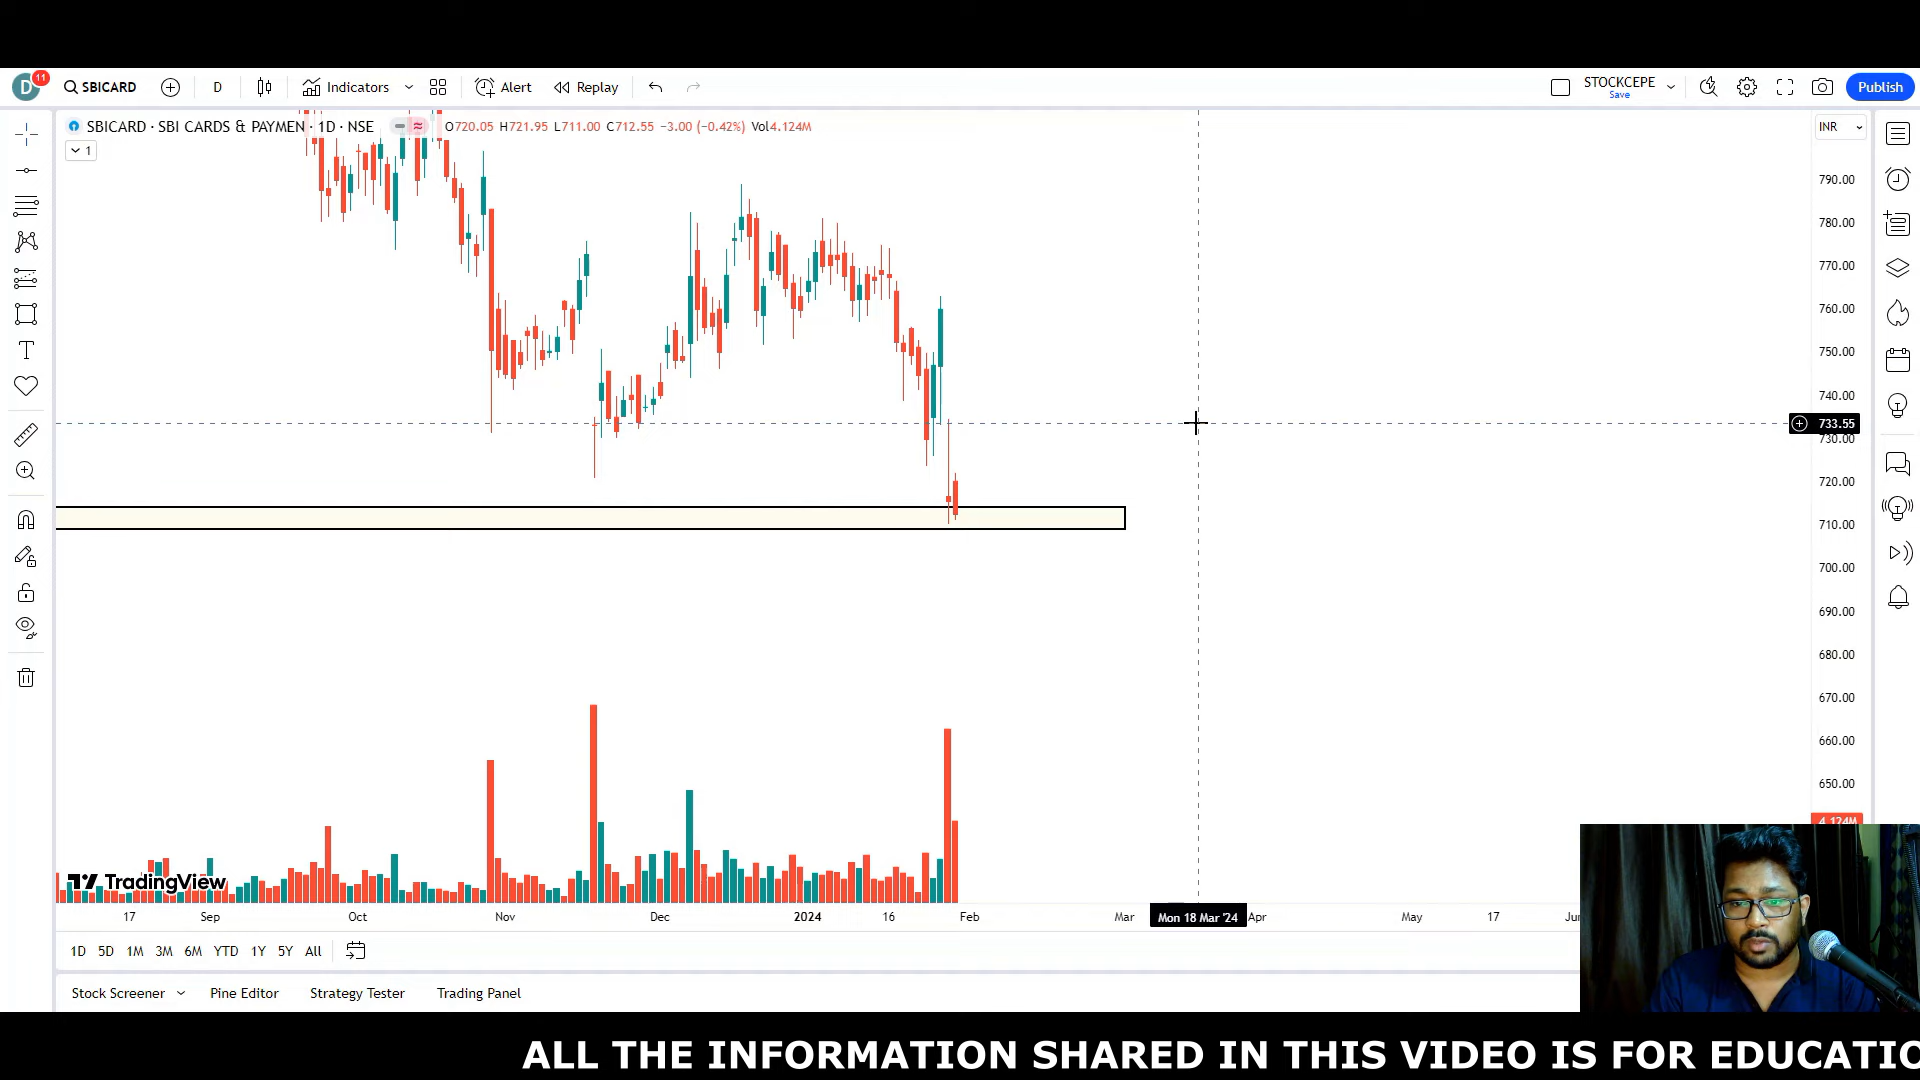 D 11 SBICARD D Indicators Alert Replay STOCKCEPE Save Publish
SBICARD · SBI CARDS & PAYMEN · 1D · NSE O720.05 H721.95 L711.00 C712.55 −3.00 (−0.42%) Vol4.124M INR
1
790.00
780.00
770.00
760.00
750.00
740.00
733.55
730.00
720.00
710.00
700.00
690.00
680.00
670.00
660.00
650.00
4.124M
TradingView
17 Sep Oct Nov Dec 2024 16 Feb Mar Mon 18 Mar '24 Apr May 17
1D 5D 1M 3M 6M YTD 1Y 5Y All
Stock Screener Pine Editor Strategy Tester Trading Panel
ALL THE INFORMATION SHARED IN THIS VIDEO IS FOR EDUCATIO